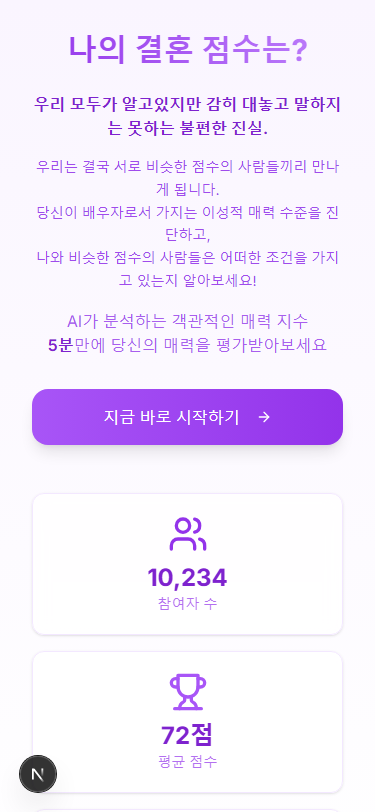 나의 결혼 점수는?
우리 모두가 알고있지만 감히 대놓고 말하지
는 못하는 불편한 진실.
우리는 결국 서로 비슷한 점수의 사람들끼리 만나
게 됩니다.
당신이 배우자로서 가지는 이성적 매력 수준을 진
단하고,
나와 비슷한 점수의 사람들은 어떠한 조건을 가지
고 있는지 알아보세요!
AI가 분석하는 객관적인 매력 지수
5분만에 당신의 매력을 평가받아보세요
지금 바로 시작하기 →
10,234
참여자 수
72점
평균 점수
N